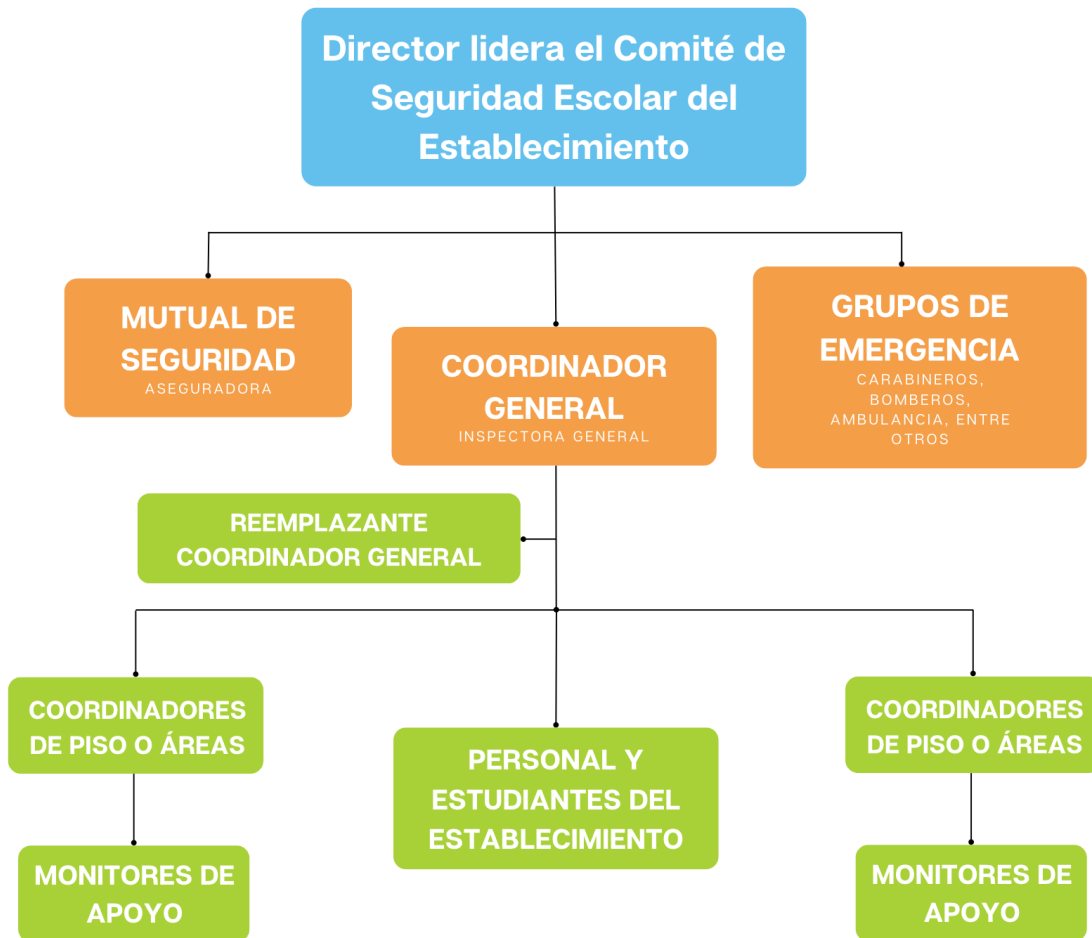 Director lidera el Comité de
Seguridad Escolar del
Establecimiento
MUTUAL DE
SEGURIDAD
ASEGURADORA
COORDINADOR
GENERAL
INSPECTORA GENERAL
GRUPOS DE
EMERGENCIA
CARABINEROS,
BOMBEROS,
AMBULANCIA, ENTRE
OTROS
REEMPLAZANTE
COORDINADOR GENERAL
COORDINADORES
DE PISO O ÁREAS
PERSONAL Y
ESTUDIANTES DEL
ESTABLECIMIENTO
COORDINADORES
DE PISO O ÁREAS
MONITORES DE
APOYO
MONITORES DE
APOYO